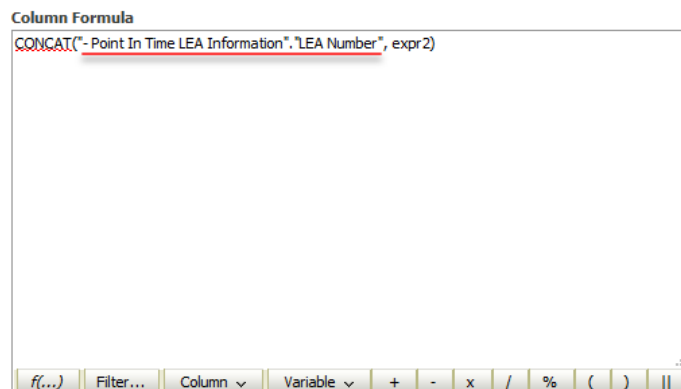 Column Formula
CONCAT("- Point In Time LEA Information"."LEA Number", expr2)
f(...) Filter... Column Variable + - x / % ( ) ||